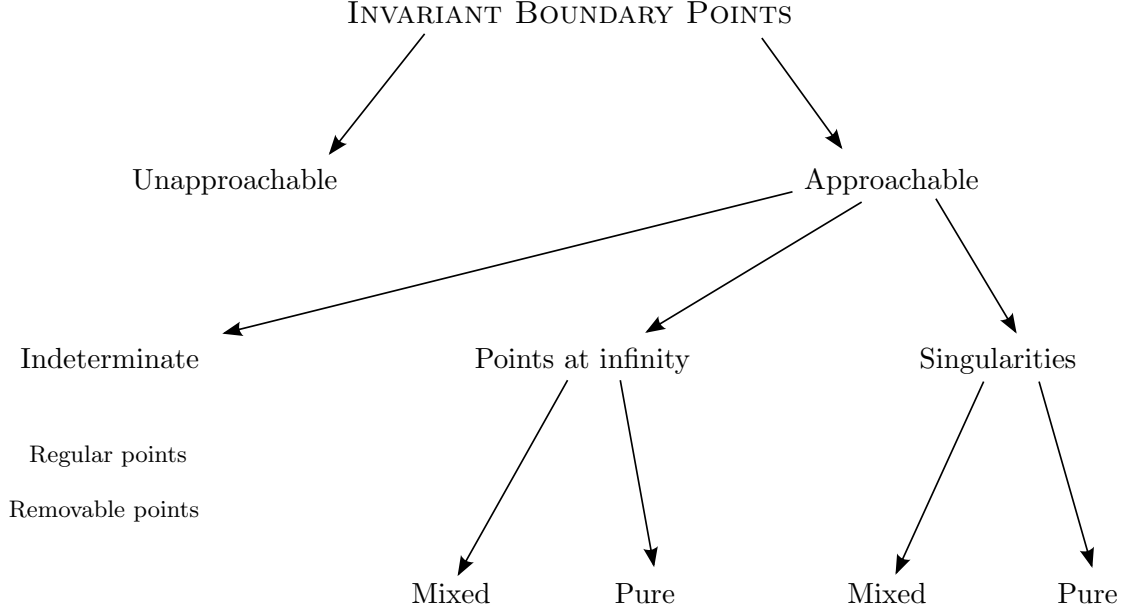 INVARIANT BOUNDARY POINTS
Unapproachable
Approachable
Indeterminate
Points at infinity
Singularities
Regular points
Removable points
Mixed
Pure
Mixed
Pure